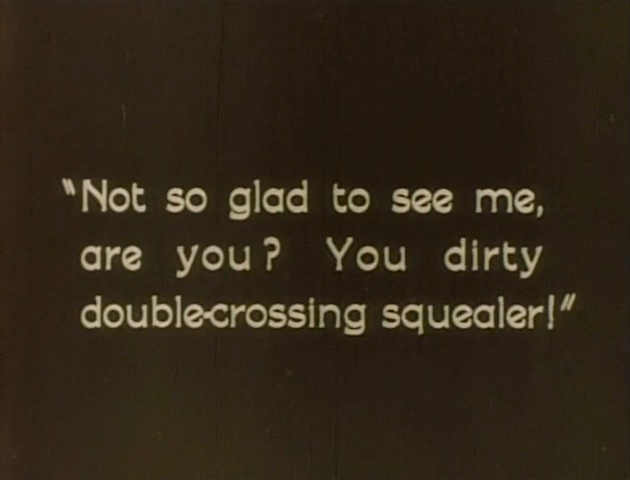 "Not so glad to see me,
are you? You dirty
double-crossing squealer!"